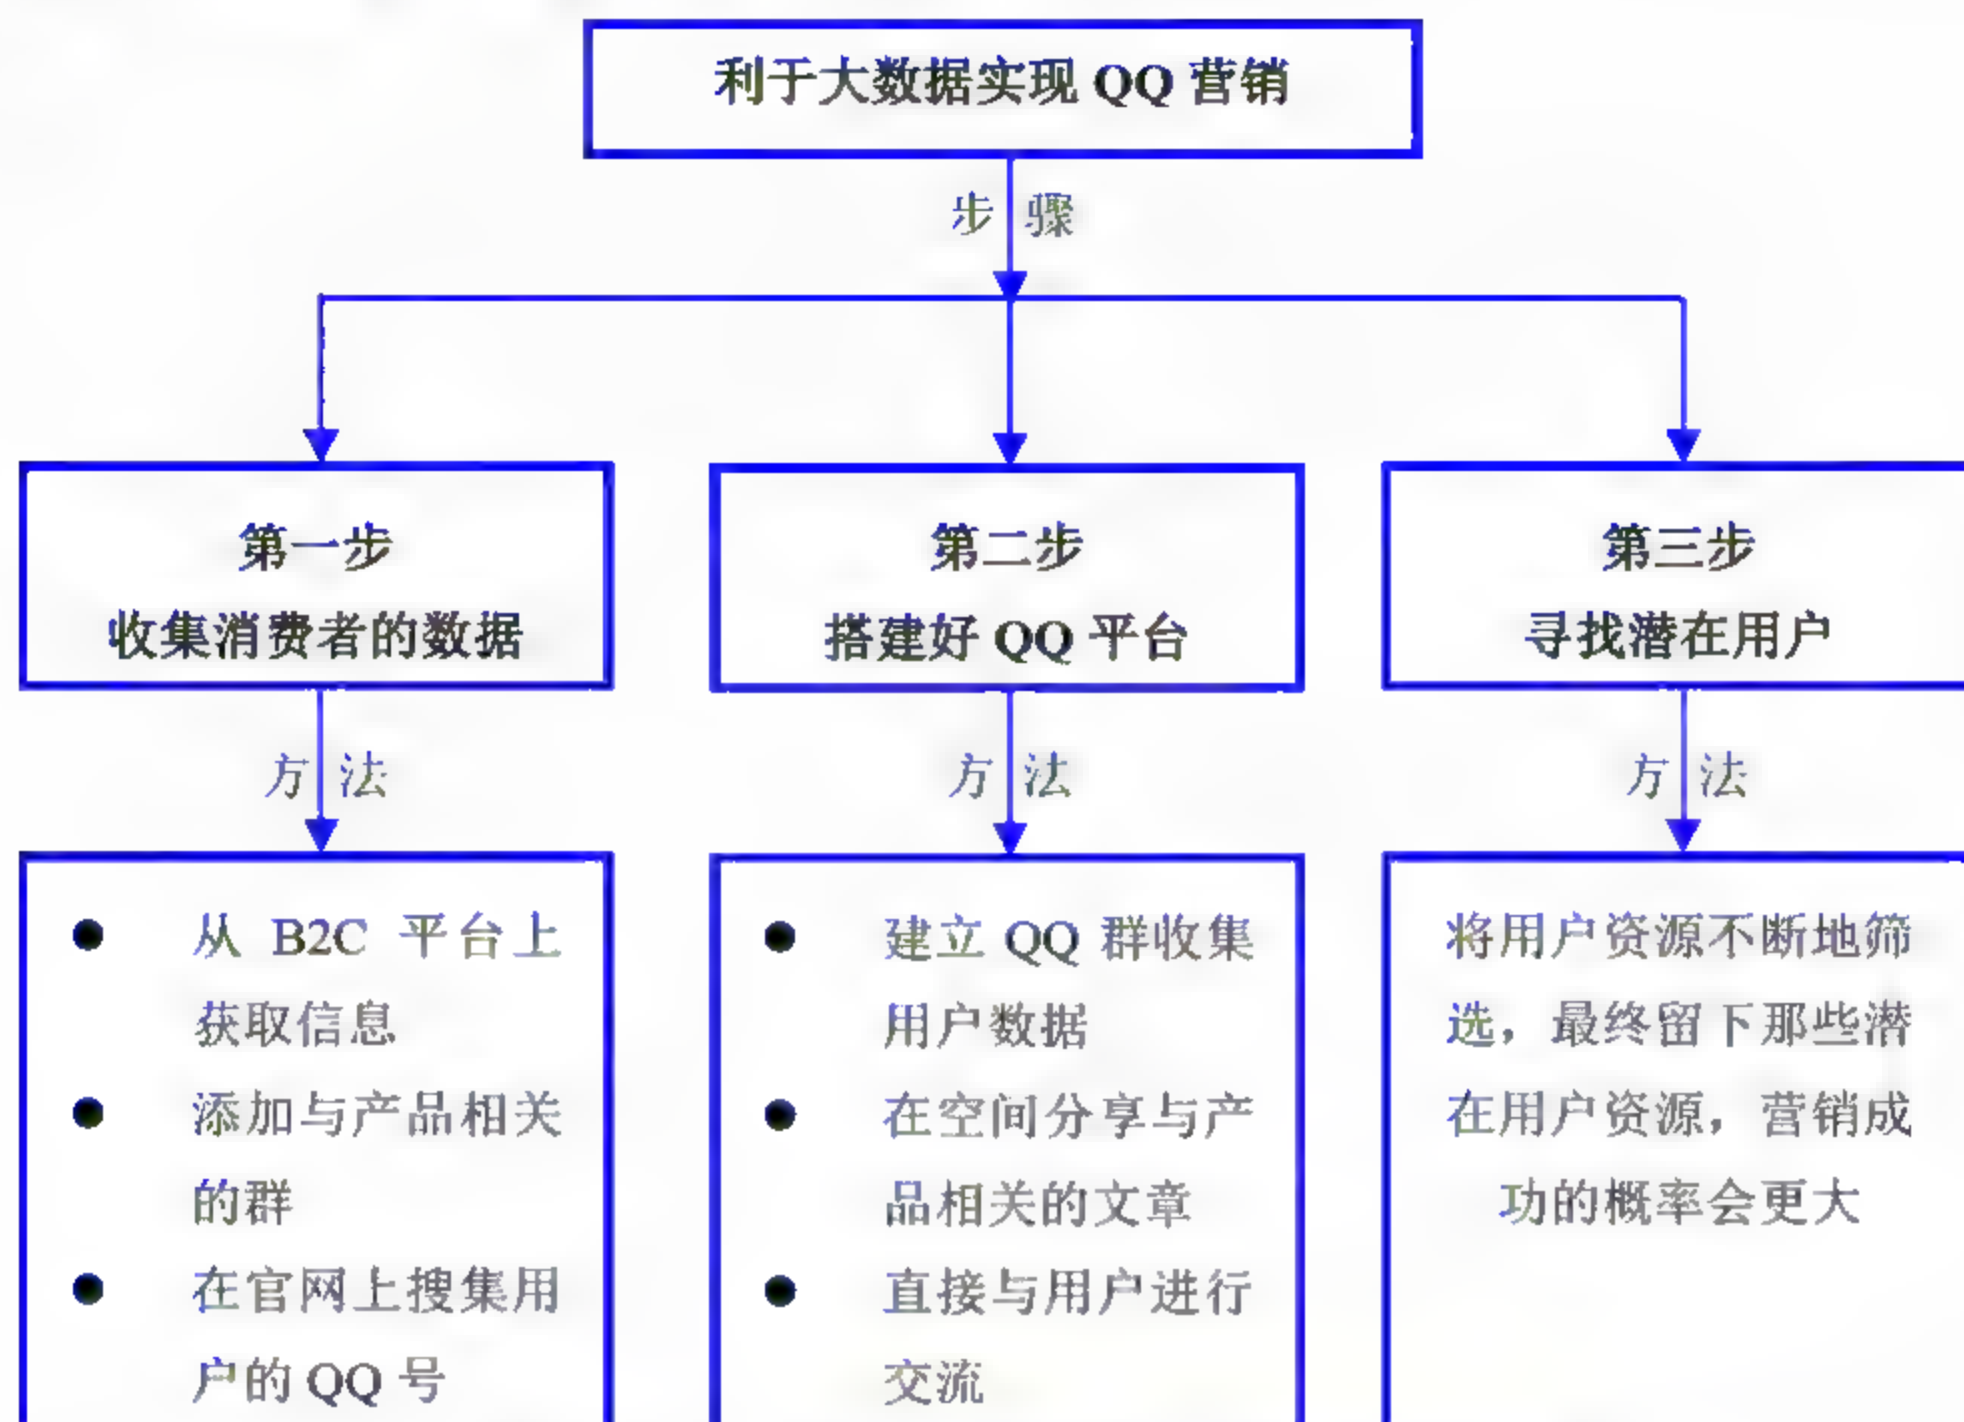 利于大数据实现 QQ 营销
步骤
第一步
收集消费者的数据
第二步
搭建好 QQ 平台
第三步
寻找潜在用户
方法
方法
方法
● 从 B2C 平台上
获取信息
● 添加与产品相关
的群
● 在官网上搜集用
户的 QQ 号
● 建立 QQ 群收集
用户数据
● 在空间分享与产
品相关的文章
● 直接与用户进行
交流
将用户资源不断地筛
选，最终留下那些潜
在用户资源，营销成
功的概率会更大